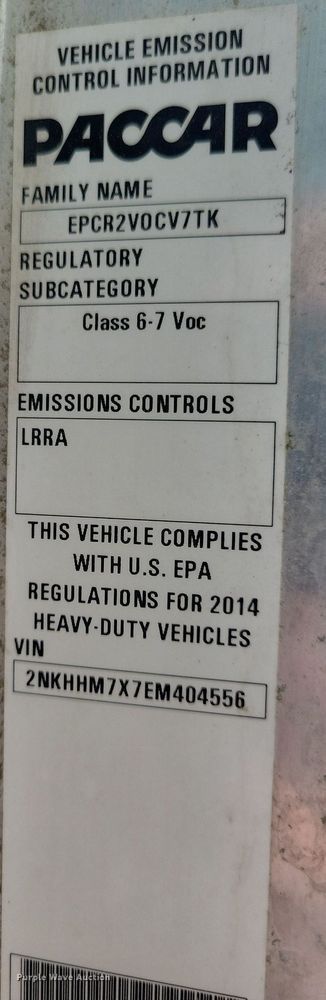 VEHICLE EMISSION
CONTROL INFORMATION
PACCAR
FAMILY NAME
EPCR2VOCV7TK
REGULATORY
SUBCATEGORY
Class 6-7 Voc
EMISSIONS CONTROLS
LRRA
THIS VEHICLE COMPLIES
WITH U.S. EPA
REGULATIONS FOR 2014
HEAVY-DUTY VEHICLES
VIN
2NKHHM7X7EM404556
Purple Wave Auction